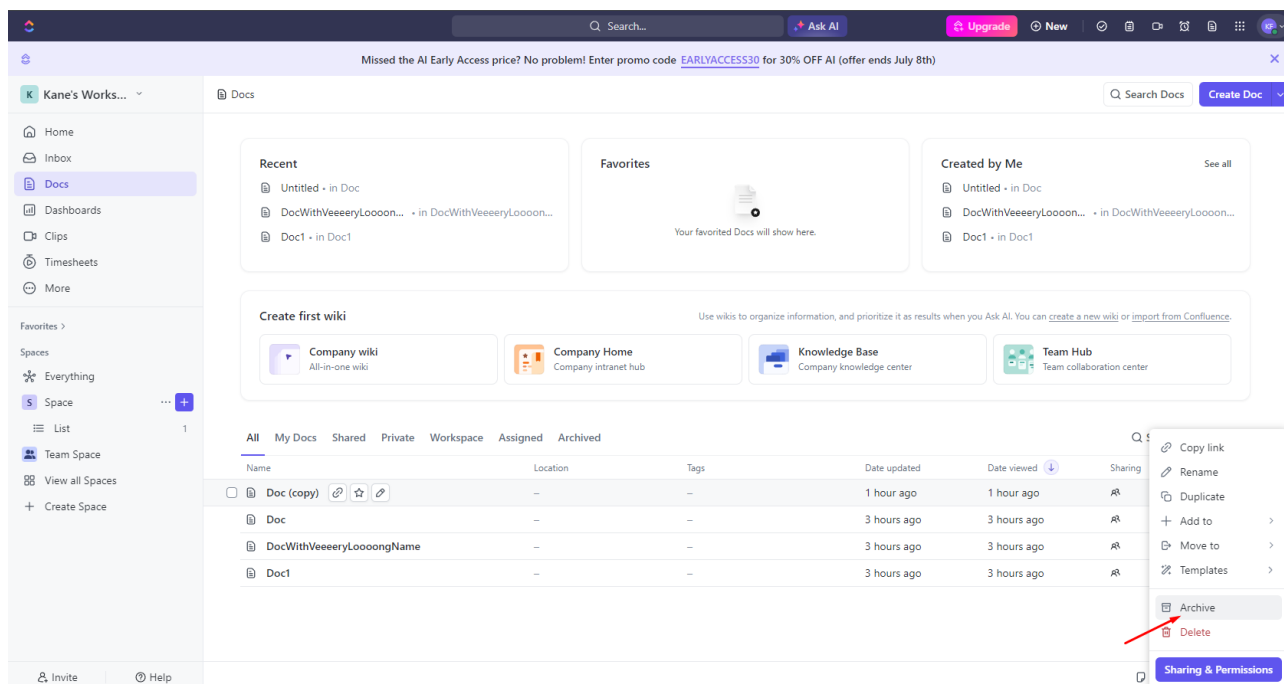 Search...
Ask AI
Upgrade
New
KF
Missed the AI Early Access price? No problem! Enter promo code EARLYACCESS30 for 30% OFF AI (offer ends July 8th)
K Kane's Works...
Docs
Search Docs
Create Doc
Home
Inbox
Docs
Dashboards
Clips
Timesheets
More
Favorites >
Spaces
Everything
S Space
List 1
Team Space
View all Spaces
Create Space
Invite
Help
Recent
Untitled • in Doc
DocWithVeeeeryLoooon... • in DocWithVeeeeryLoooon...
Doc1 • in Doc1
Favorites
Your favorited Docs will show here.
Created by Me
See all
Untitled • in Doc
DocWithVeeeeryLoooon... • in DocWithVeeeeryLoooon...
Doc1 • in Doc1
Create first wiki
Use wikis to organize information, and prioritize it as results when you Ask AI. You can create a new wiki or import from Confluence.
Company wiki
All-in-one wiki
Company Home
Company intranet hub
Knowledge Base
Company knowledge center
Team Hub
Team collaboration center
All My Docs Shared Private Workspace Assigned Archived
Name Location Tags Date updated Date viewed Sharing
Doc (copy) – – 1 hour ago 1 hour ago
Doc – – 3 hours ago 3 hours ago
DocWithVeeeeryLoooongName – – 3 hours ago 3 hours ago
Doc1 – – 3 hours ago 3 hours ago
Copy link
Rename
Duplicate
Add to
Move to
Templates
Archive
Delete
Sharing & Permissions